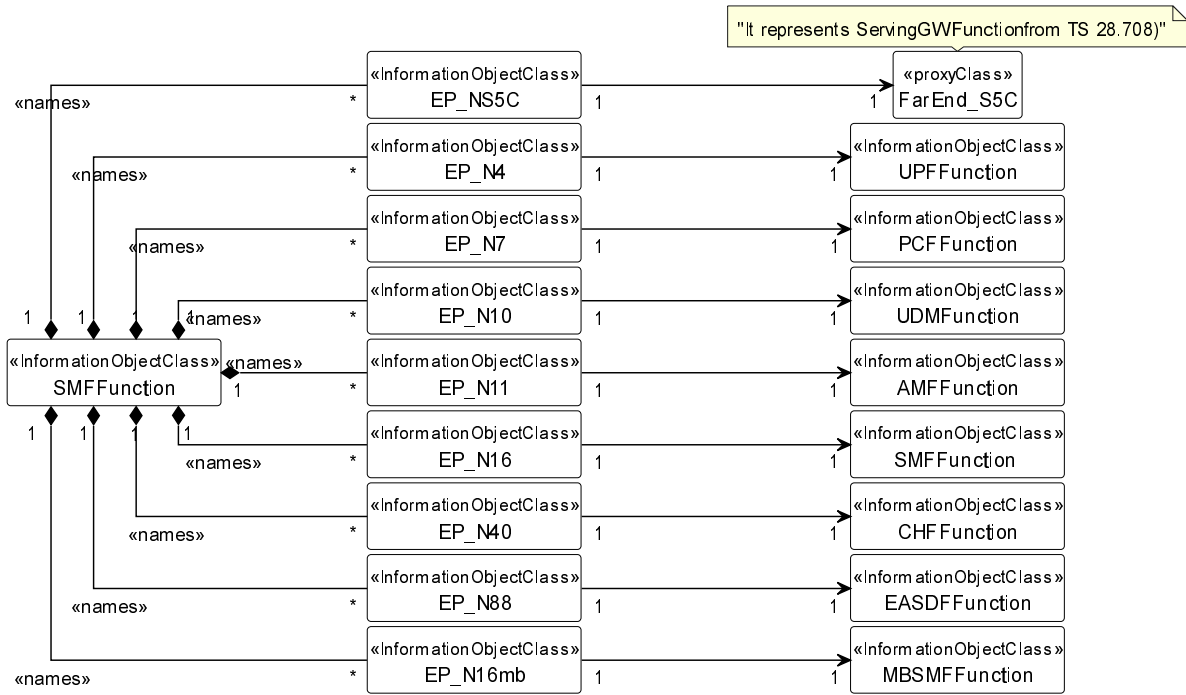 "It represents ServingGWFunctionfrom TS 28.708)"
«InformationObjectClass» «proxyClass»
«names» * EP_NS5C 1 1 FarEnd_S5C
«InformationObjectClass» «InformationObjectClass»
«names» * EP_N4 1 1 UPFFunction
«InformationObjectClass» «InformationObjectClass»
«names» * EP_N7 1 1 PCFFunction
«InformationObjectClass» «InformationObjectClass»
1 1 1 1 «names» * EP_N10 1 1 UDMFunction
«InformationObjectClass» «names» «InformationObjectClass» «InformationObjectClass»
SMFFunction 1 * EP_N11 1 1 AMFFunction
1 1 1 1 «InformationObjectClass» «InformationObjectClass»
«names» * EP_N16 1 1 SMFFunction
«InformationObjectClass» «InformationObjectClass»
«names» * EP_N40 1 1 CHFFunction
«InformationObjectClass» «InformationObjectClass»
«names» * EP_N88 1 1 EASDFFunction
«InformationObjectClass» «InformationObjectClass»
«names» * EP_N16mb 1 1 MBSMFFunction